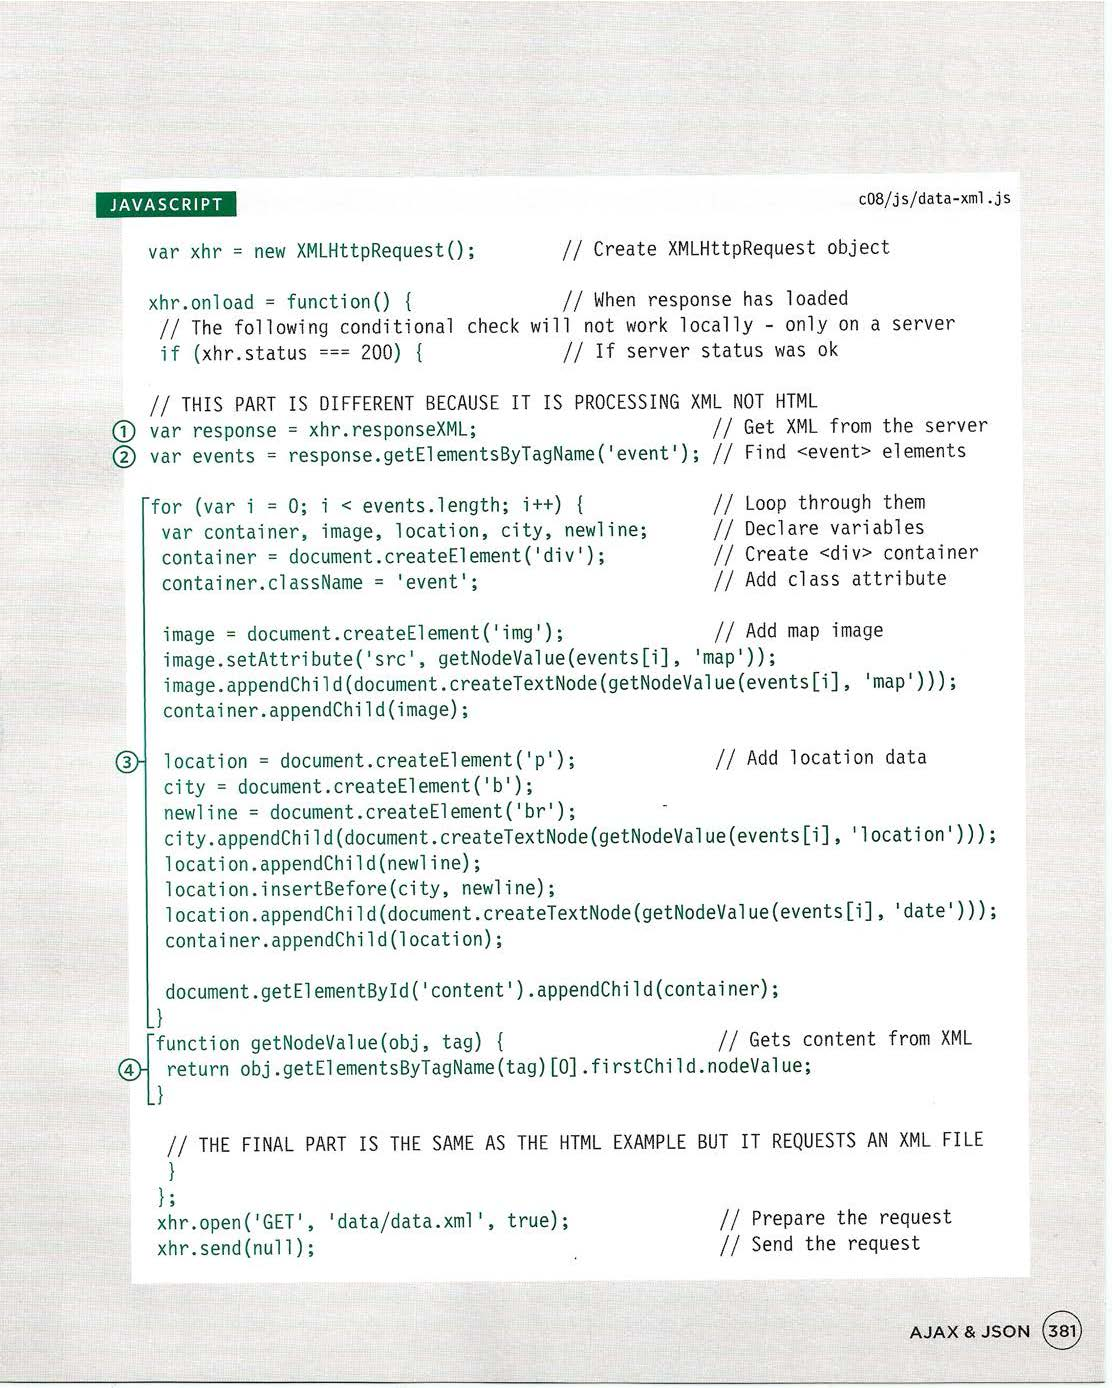 JAVASCRIPT
c08/js/data-xml.js
var xhr = new XMLHttpRequest(); // Create XMLHttpRequest object
xhr.onload = function() { // When response has loaded
// The following conditional check will not work locally - only on a server
if (xhr.status === 200) { // If server status was ok
// THIS PART IS DIFFERENT BECAUSE IT IS PROCESSING XML NOT HTML
① var response = xhr.responseXML; // Get XML from the server
② var events = response.getElementsByTagName('event'); // Find <event> elements
for (var i = 0; i < events.length; i++) { // Loop through them
var container, image, location, city, newline; // Declare variables
container = document.createElement('div'); // Create <div> container
container.className = 'event'; // Add class attribute
image = document.createElement('img'); // Add map image
image.setAttribute('src', getNodeValue(events[i], 'map'));
image.appendChild(document.createTextNode(getNodeValue(events[i], 'map')));
container.appendChild(image);
③ location = document.createElement('p'); // Add location data
city = document.createElement('b');
newline = document.createElement('br');
city.appendChild(document.createTextNode(getNodeValue(events[i], 'location')));
location.appendChild(newline);
location.insertBefore(city, newline);
location.appendChild(document.createTextNode(getNodeValue(events[i], 'date')));
container.appendChild(location);
document.getElementById('content').appendChild(container);
}
function getNodeValue(obj, tag) { // Gets content from XML
④ return obj.getElementsByTagName(tag)[0].firstChild.nodeValue;
}
// THE FINAL PART IS THE SAME AS THE HTML EXAMPLE BUT IT REQUESTS AN XML FILE
}
};
xhr.open('GET', 'data/data.xml', true); // Prepare the request
xhr.send(null); // Send the request
AJAX & JSON 381